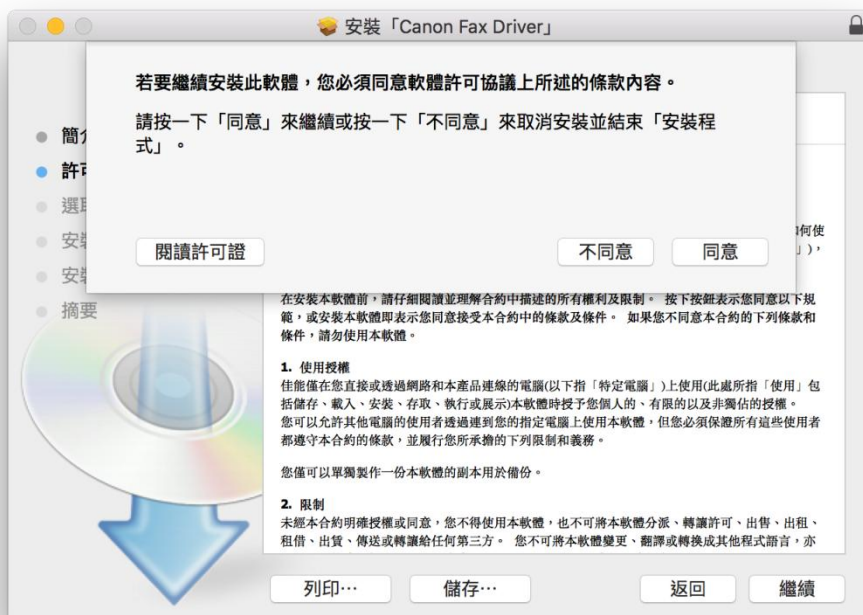 安裝「Canon Fax Driver」
若要繼續安裝此軟體，您必須同意軟體許可協議上所述的條款內容。
請按一下「同意」來繼續或按一下「不同意」來取消安裝並結束「安裝程
式」。
閱讀許可證
不同意
同意
簡
許
選
安
安
摘要
何使
」)，
在安裝本軟體前，請仔細閱讀並理解合約中描述的所有權利及限制。 按下按鈕表示您同意以下規
範，或安裝本軟體即表示您同意接受本合約中的條款及條件。 如果您不同意本合約的下列條款和
條件，請勿使用本軟體。
1. 使用授權
佳能僅在您直接或透過網路和本產品連線的電腦(以下指「特定電腦」)上使用(此處所指「使用」包
括儲存、載入、安裝、存取、執行或展示)本軟體時授予您個人的、有限的以及非獨佔的授權。
您可以允許其他電腦的使用者透過連到您的指定電腦上使用本軟體，但您必須保證所有這些使用者
都遵守本合約的條款，並履行您所承擔的下列限制和義務。
您僅可以單獨製作一份本軟體的副本用於備份。
2. 限制
未經本合約明確授權或同意，您不得使用本軟體，也不可將本軟體分派、轉讓許可、出售、出租、
租借、出賃、傳送或轉讓給任何第三方。 您不可將本軟體變更、翻譯或轉換成其他程式語言，亦
列印⋯
儲存⋯
返回
繼續